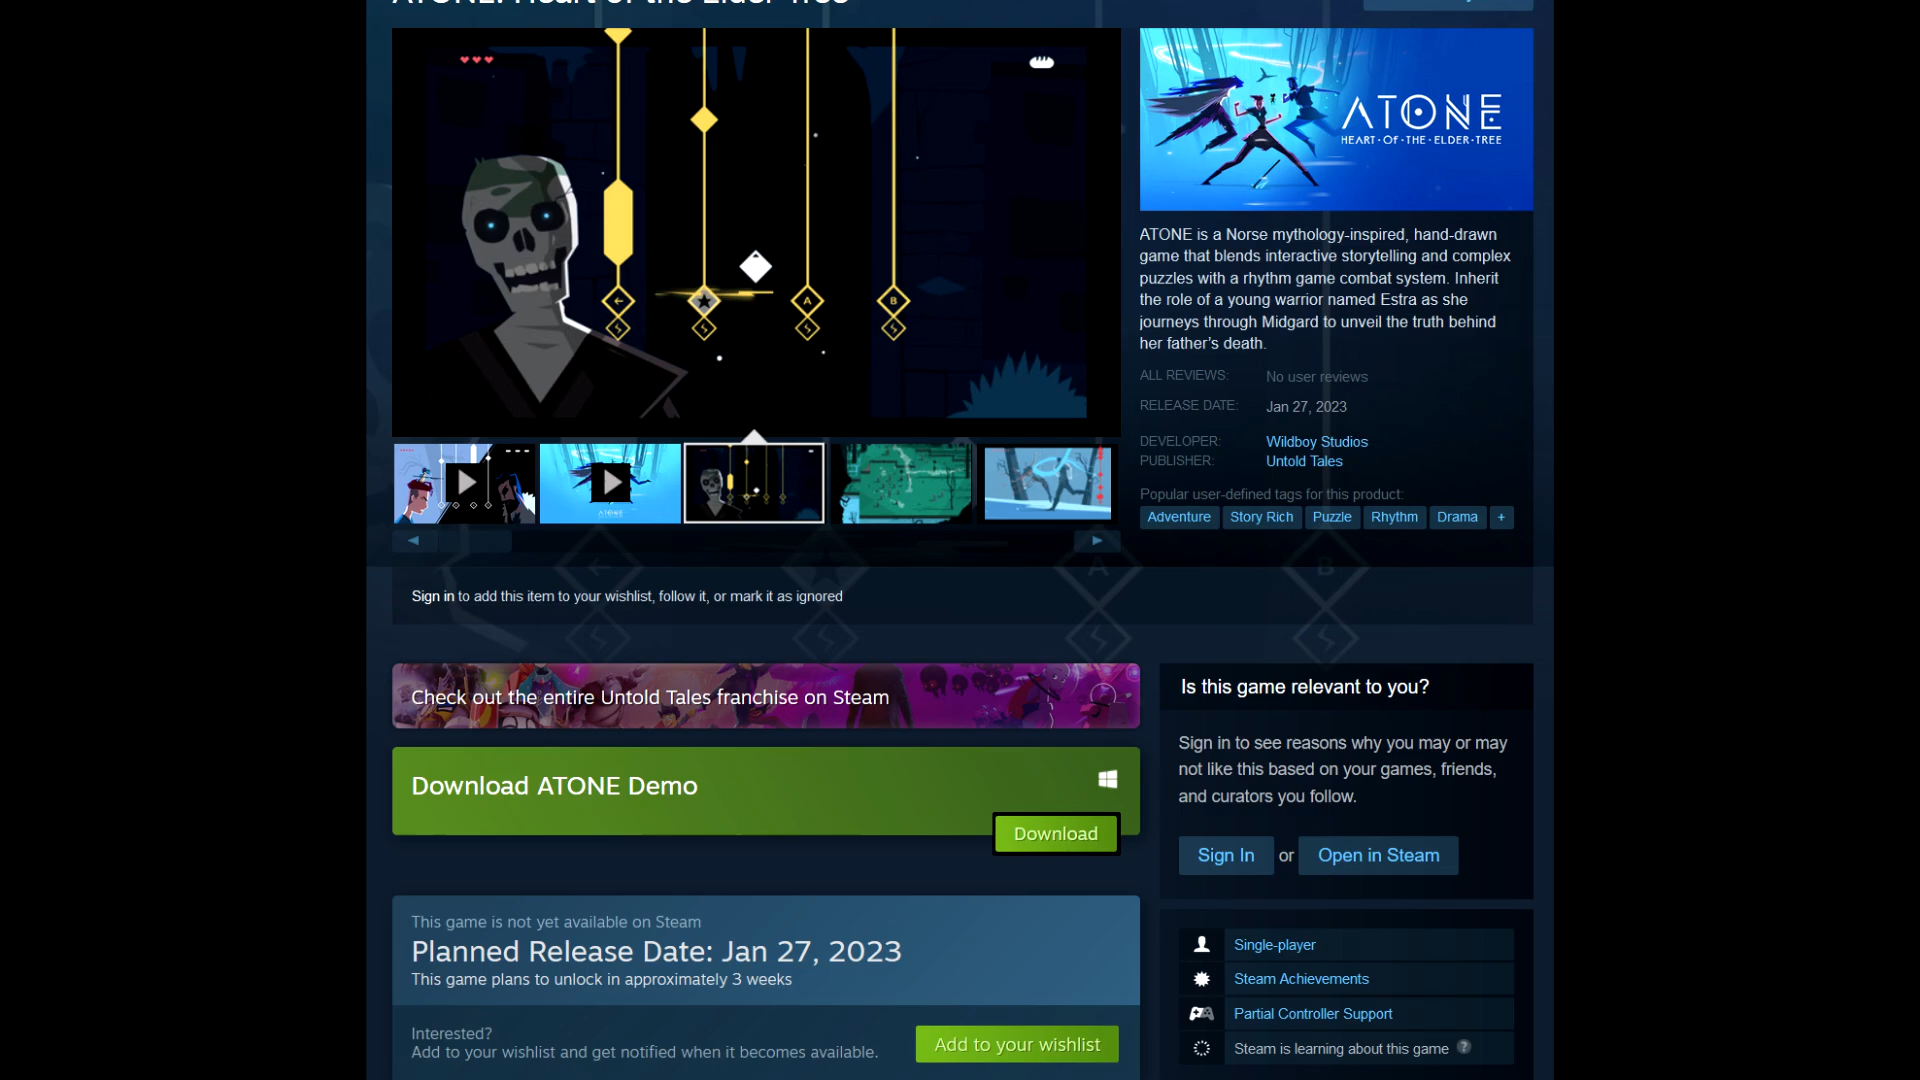 ATONE: Heart of the Elder Tree
A
B
ATONE
HEART·OF·THE·ELDER·TREE
ATONE is a Norse mythology-inspired, hand-drawn
game that blends interactive storytelling and complex
puzzles with a rhythm game combat system. Inherit
the role of a young warrior named Estra as she
journeys through Midgard to unveil the truth behind
her father’s death.
ALL REVIEWS: No user reviews
RELEASE DATE: Jan 27, 2023
DEVELOPER: Wildboy Studios
PUBLISHER: Untold Tales
Popular user-defined tags for this product:
Adventure Story Rich Puzzle Rhythm Drama +
ATONE
Sign in to add this item to your wishlist, follow it, or mark it as ignored
A
B
Check out the entire Untold Tales franchise on Steam
Download ATONE Demo
Download
This game is not yet available on Steam
Planned Release Date: Jan 27, 2023
This game plans to unlock in approximately 3 weeks
Interested?
Add to your wishlist and get notified when it becomes available.
Add to your wishlist
Is this game relevant to you?
Sign in to see reasons why you may or may
not like this based on your games, friends,
and curators you follow.
Sign In or Open in Steam
Single-player
Steam Achievements
Partial Controller Support
Steam is learning about this game ?